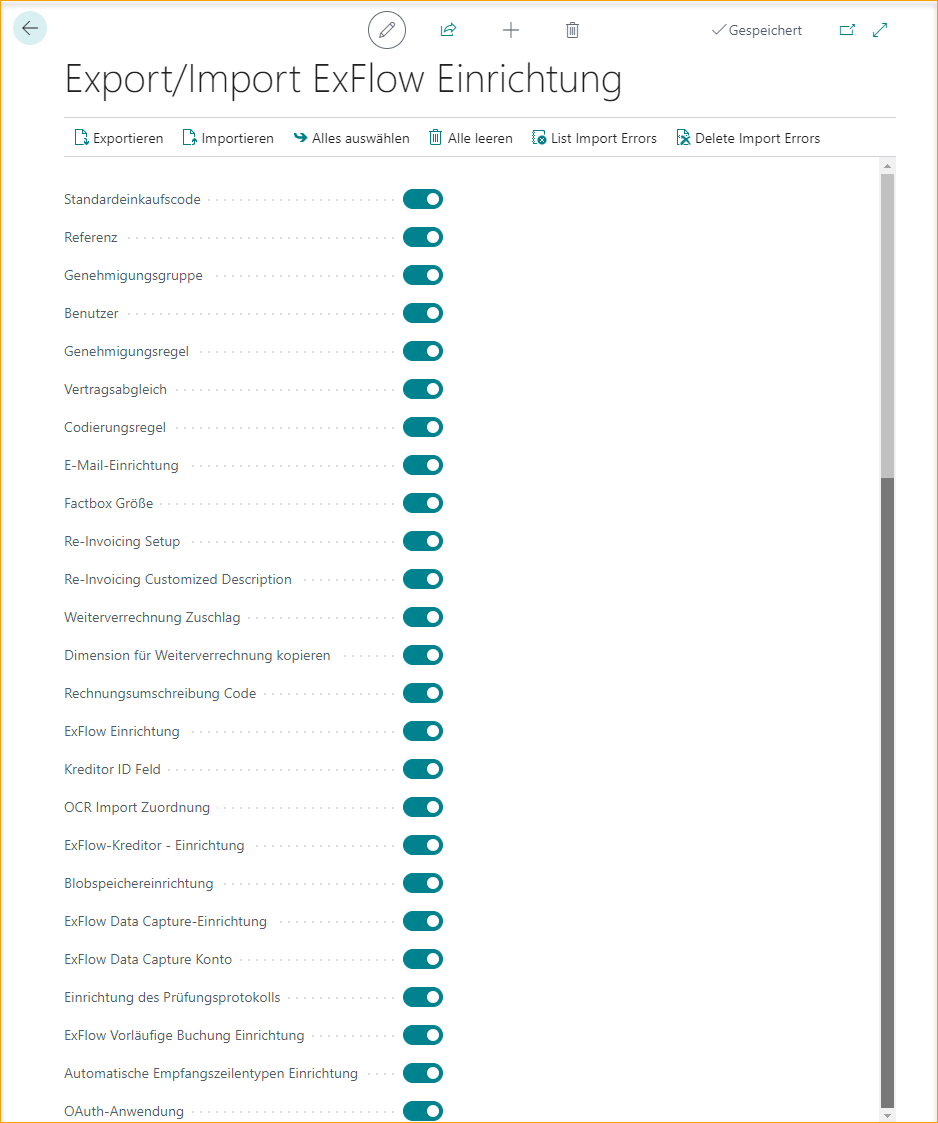 Gespeichert
Export/Import ExFlow Einrichtung
Exportieren Importieren Alles auswählen Alle leeren List Import Errors Delete Import Errors
Standardeinkaufscode
Referenz
Genehmigungsgruppe
Benutzer
Genehmigungsregel
Vertragsabgleich
Codierungsregel
E-Mail-Einrichtung
Factbox Größe
Re-Invoicing Setup
Re-Invoicing Customized Description
Weiterverrechnung Zuschlag
Dimension für Weiterverrechnung kopieren
Rechnungsumschreibung Code
ExFlow Einrichtung
Kreditor ID Feld
OCR Import Zuordnung
ExFlow-Kreditor - Einrichtung
Blobspeichereinrichtung
ExFlow Data Capture-Einrichtung
ExFlow Data Capture Konto
Einrichtung des Prüfungsprotokolls
ExFlow Vorläufige Buchung Einrichtung
Automatische Empfangszeilentypen Einrichtung
OAuth-Anwendung